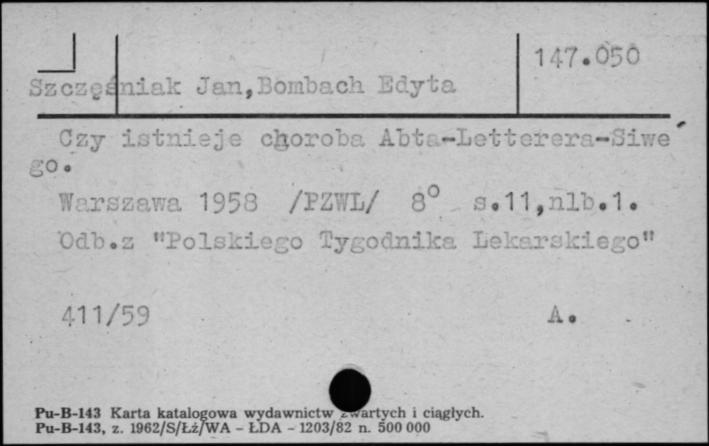 147.050
Szczęśniak Jan,Bombach Edyta
Czy istnieje choroba Abta-Letterera-Siwe
go.
Warszawa 1958 /PZWL/ 8° s.11,nlb.1.
Odb.z "Polskiego Tygodnika Lekarskiego"
411/59 A.
Pu-B-143 Karta katalogowa wydawnictw zwartych i ciągłych.
Pu-B-143, z. 1962/S/Łż/WA - ŁDA - 1203/82 n. 500 000